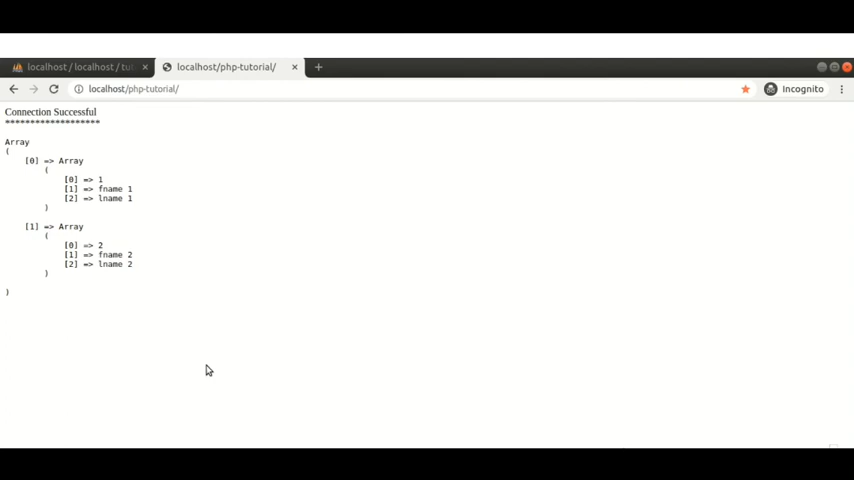 localhost / localhost / tut
localhost/php-tutorial/
localhost/php-tutorial/
Incognito
Connection Successful
*******************
Array
(
[0] => Array
(
[0] => 1
[1] => fname 1
[2] => lname 1
)
[1] => Array
(
[0] => 2
[1] => fname 2
[2] => lname 2
)
)